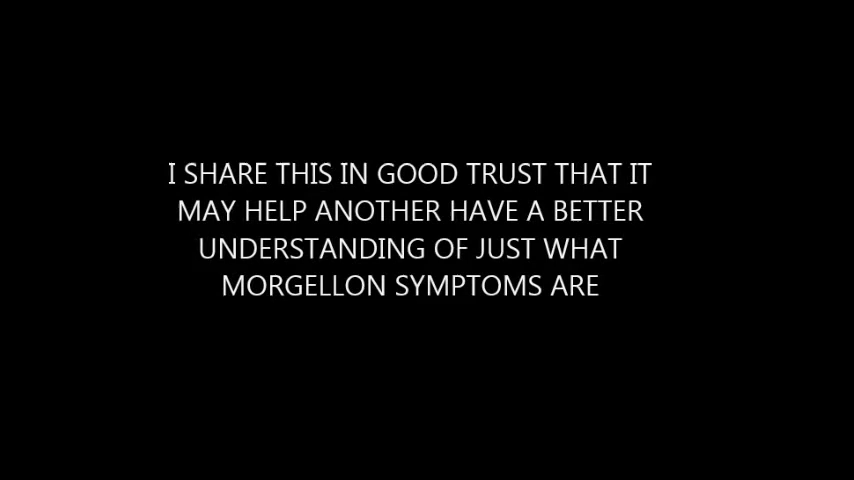 I SHARE THIS IN GOOD TRUST THAT IT
MAY HELP ANOTHER HAVE A BETTER
UNDERSTANDING OF JUST WHAT
MORGELLON SYMPTOMS ARE